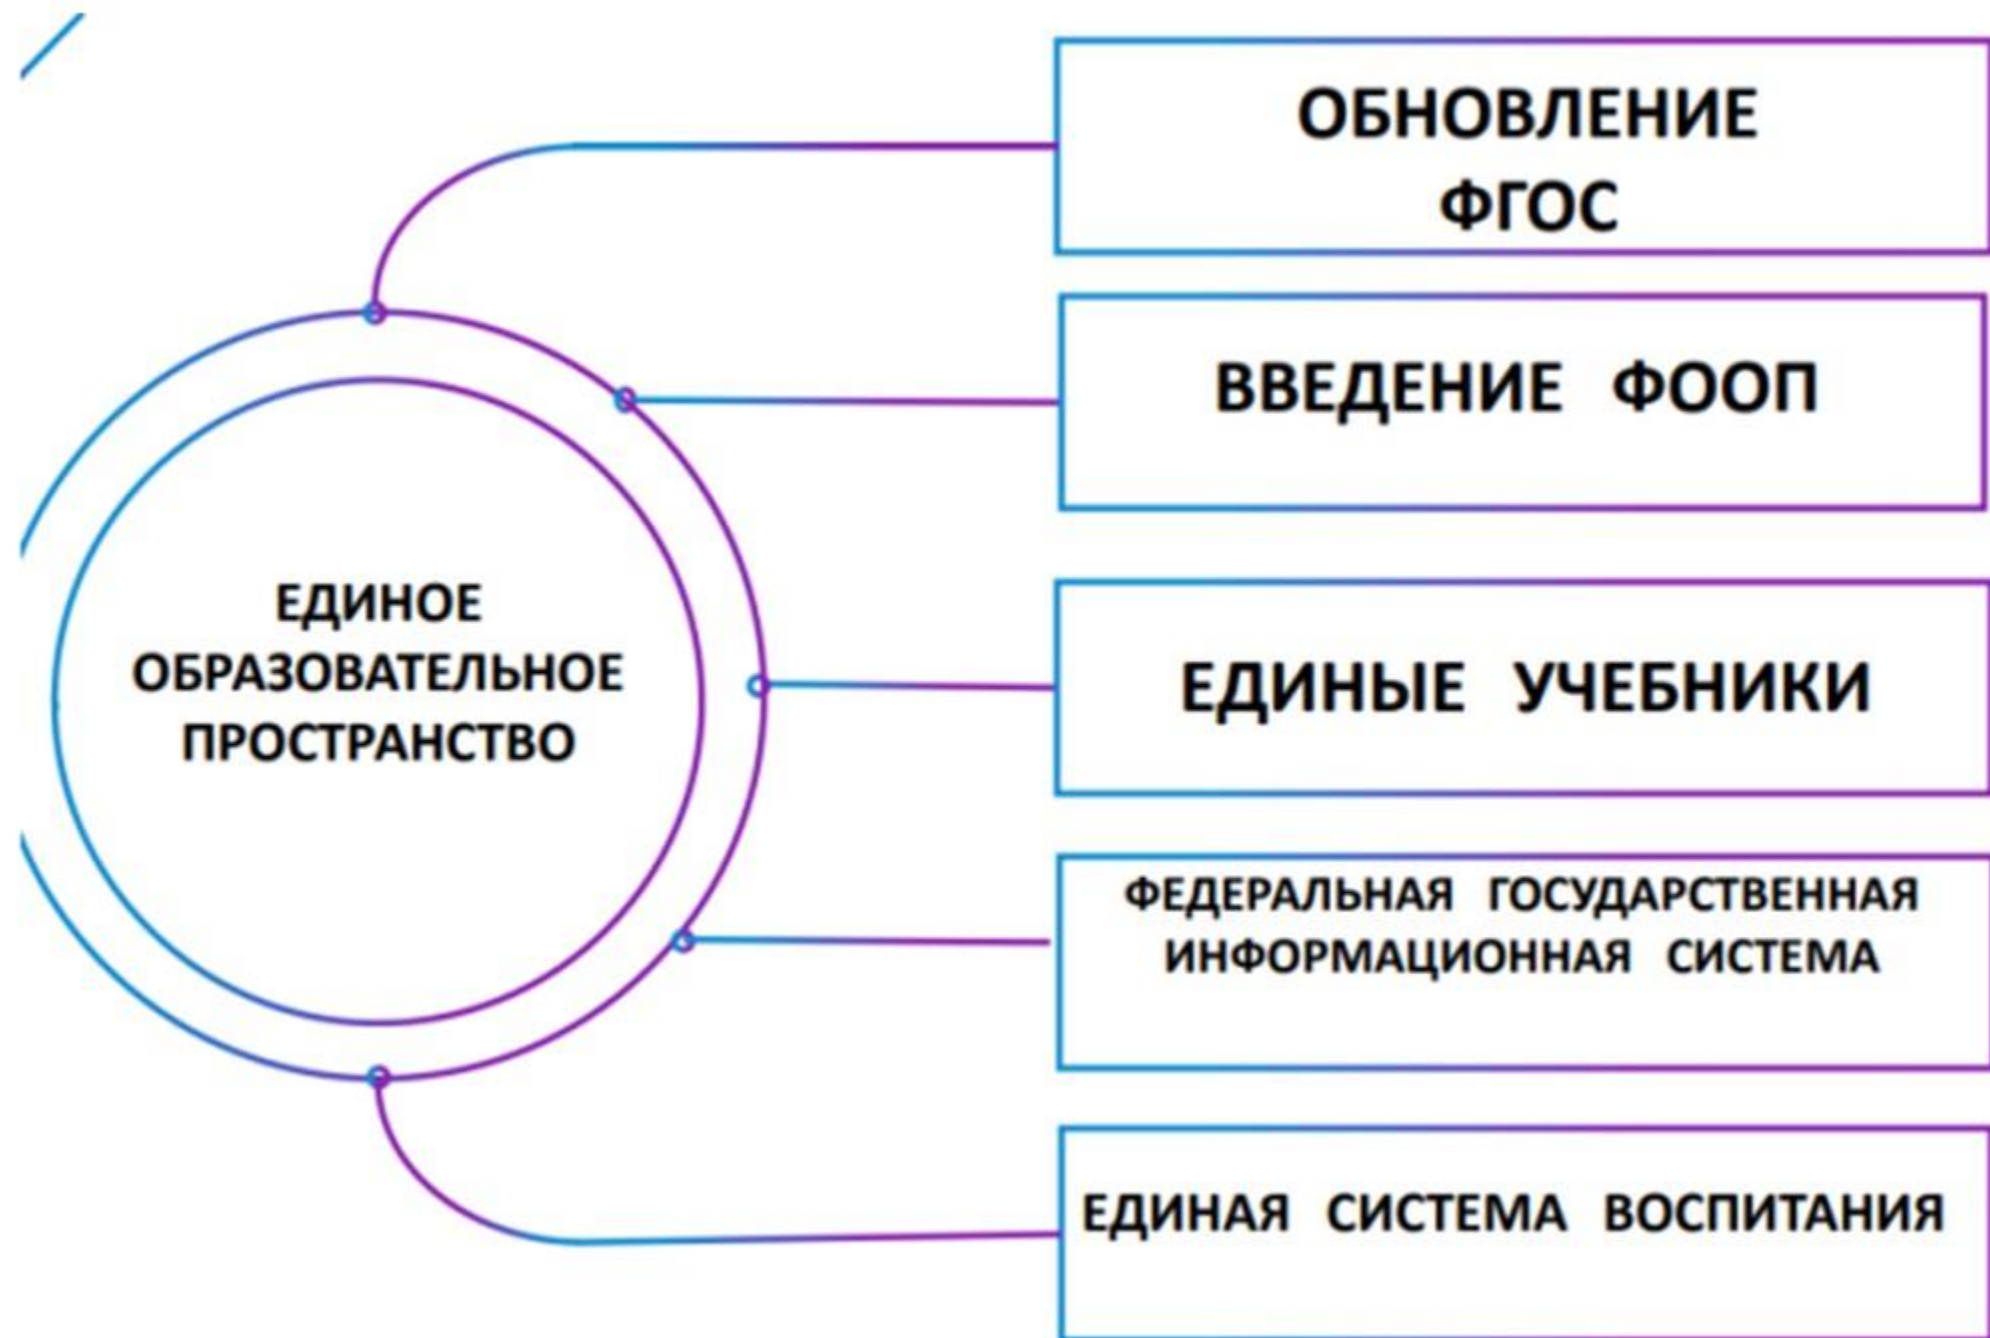 ОБНОВЛЕНИЕ
ФГОС
ВВЕДЕНИЕ ФООП
ЕДИНОЕ
ОБРАЗОВАТЕЛЬНОЕ
ПРОСТРАНСТВО
ЕДИНЫЕ УЧЕБНИКИ
ФЕДЕРАЛЬНАЯ ГОСУДАРСТВЕННАЯ
ИНФОРМАЦИОННАЯ СИСТЕМА
ЕДИНАЯ СИСТЕМА ВОСПИТАНИЯ